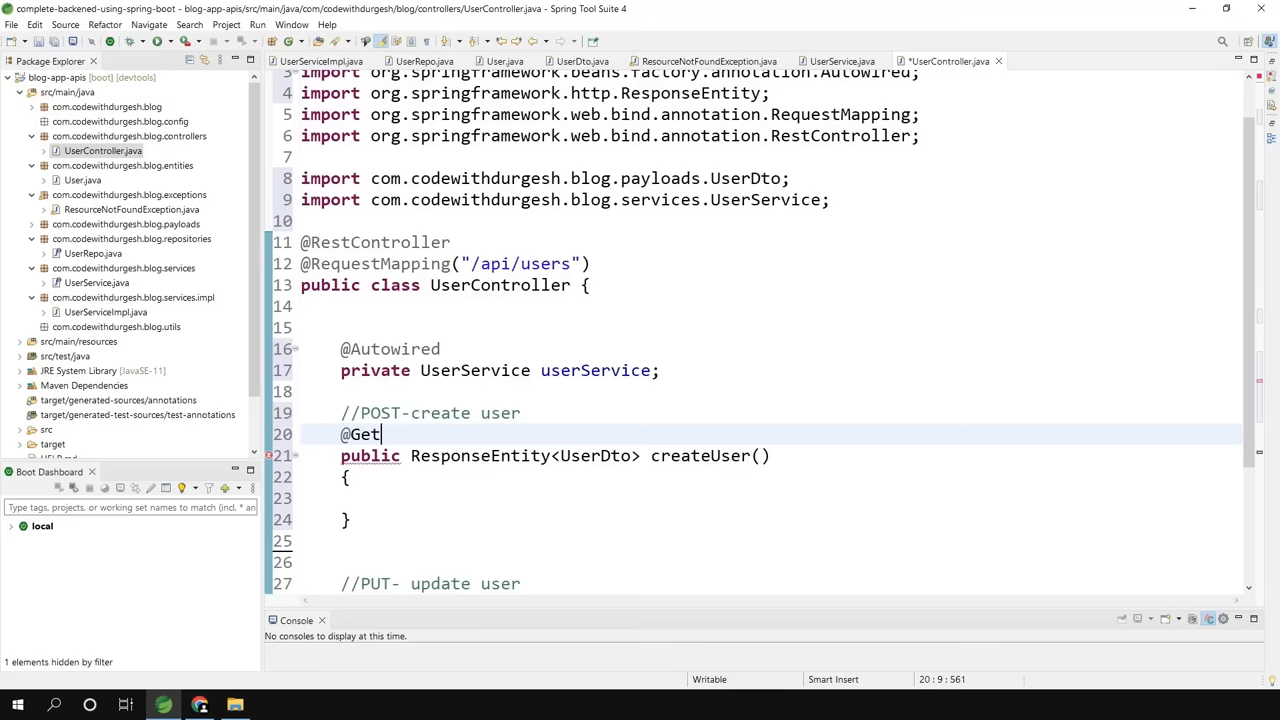 complete-backened-using-spring-boot - blog-app-apis/src/main/java/com/codewithdurgesh/blog/controllers/UserController.java - Spring Tool Suite 4
File Edit Source Refactor Navigate Search Project Run Window Help
Package Explorer
UserServiceImpl.java UserRepo.java User.java UserDto.java ResourceNotFoundException.java UserService.java *UserController.java
blog-app-apis [boot] [devtools]
src/main/java
com.codewithdurgesh.blog
com.codewithdurgesh.blog.config
com.codewithdurgesh.blog.controllers
UserController.java
com.codewithdurgesh.blog.entities
User.java
com.codewithdurgesh.blog.exceptions
ResourceNotFoundException.java
com.codewithdurgesh.blog.payloads
com.codewithdurgesh.blog.repositories
UserRepo.java
com.codewithdurgesh.blog.services
UserService.java
com.codewithdurgesh.blog.services.impl
UserServiceImpl.java
com.codewithdurgesh.blog.utils
src/main/resources
src/test/java
JRE System Library [JavaSE-11]
Maven Dependencies
target/generated-sources/annotations
target/generated-test-sources/test-annotations
src
target
HELP.md
3 import org.springframework.beans.factory.annotation.Autowired;
4 import org.springframework.http.ResponseEntity;
5 import org.springframework.web.bind.annotation.RequestMapping;
6 import org.springframework.web.bind.annotation.RestController;
7
8 import com.codewithdurgesh.blog.payloads.UserDto;
9 import com.codewithdurgesh.blog.services.UserService;
10
11 @RestController
12 @RequestMapping("/api/users")
13 public class UserController {
14
15
16 @Autowired
17 private UserService userService;
18
19 //POST-create user
20 @Get
21 public ResponseEntity<UserDto> createUser()
22 {
23
24 }
25
26
27 //PUT- update user
Boot Dashboard
Type tags, projects, or working set names to match (incl. * an
local
1 elements hidden by filter
Console
No consoles to display at this time.
Writable Smart Insert 20 : 9 : 561